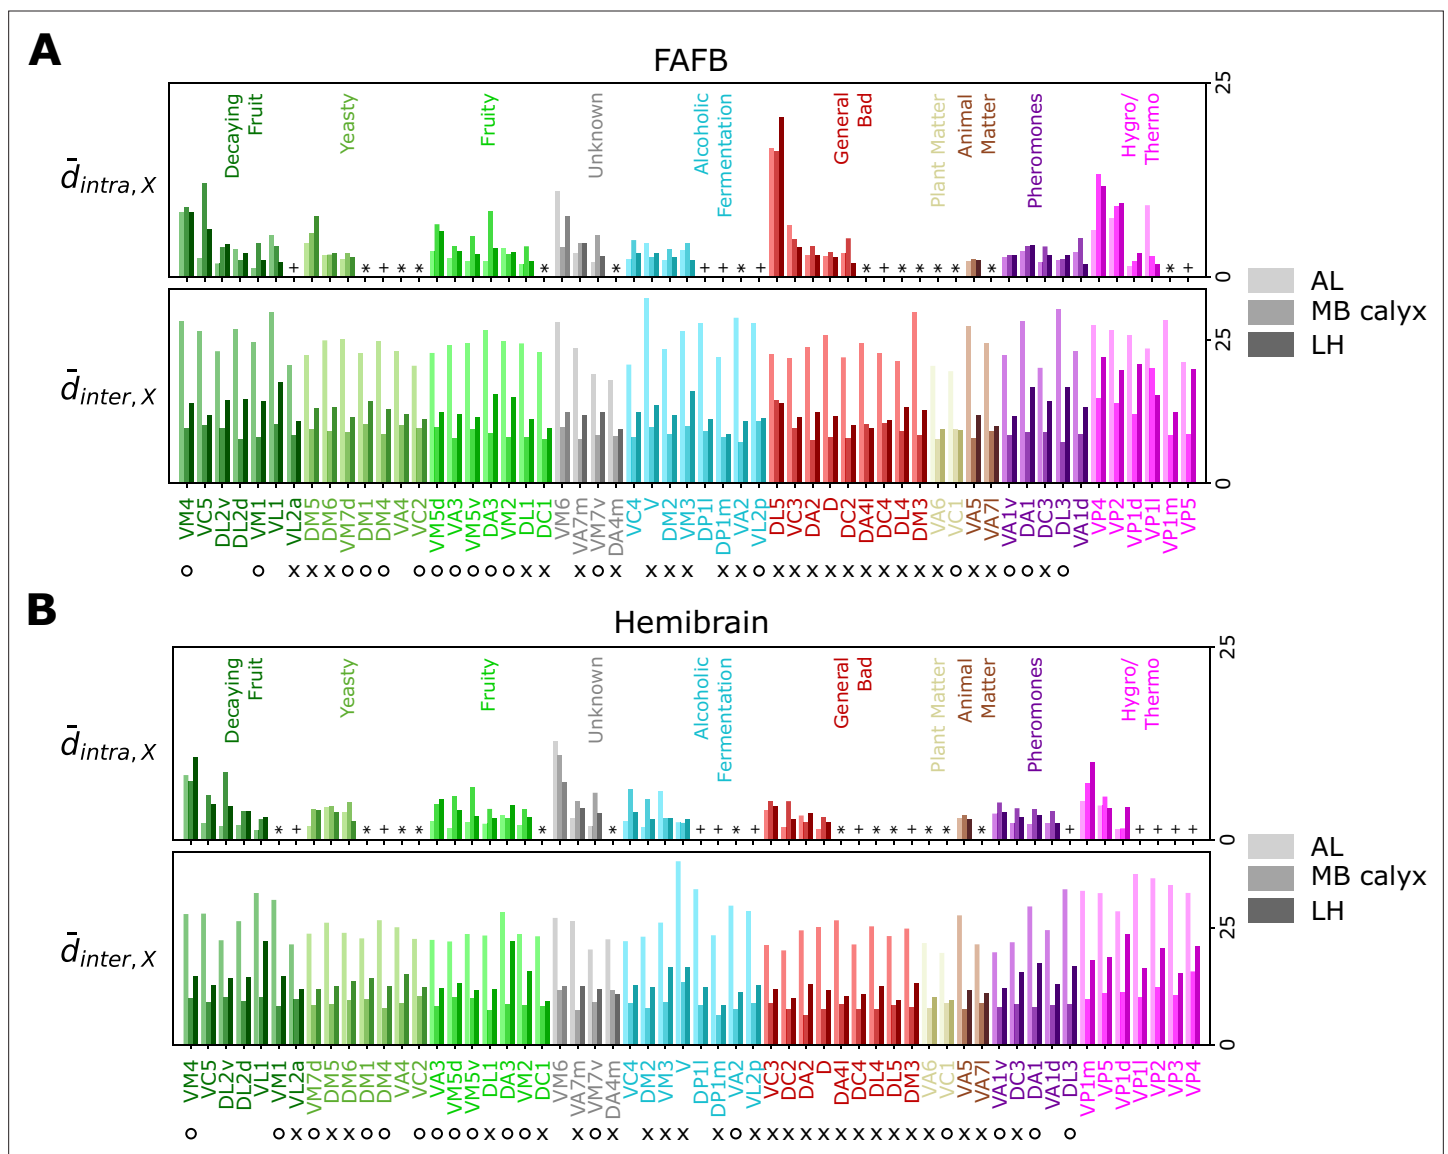 A
FAFB
25
Decaying Fruit
Yeasty
Fruity
Unknown
Alcoholic Fermentation
General Bad
Plant Matter
Animal Matter
Pheromones
Hygro/ Thermo
d̄intra, X
+ * + * * * * + + * + * + * * * * * * +
0
AL
MB calyx
LH
25
d̄inter, X
0
VM4 VC5 DL2v DL2d VM1 VL1 VL2a DM5 DM6 VM7d DM1 DM4 VA4 VC2 VM5d VA3 VM5v DA3 VM2 DL1 DC1 VM6 VA7m VM7v DA4m VC4 V DM2 VM3 DP1l DP1m VA2 VL2p DL5 VC3 DA2 D DC2 DA4l DC4 DL4 DM3 VA6 VC1 VA5 VA7l VA1v DA1 DC3 DL3 VA1d VP4 VP2 VP1d VP1l VP1m VP5
o o x x x o o o o o o o o o x x x o x x x x x x o x x x x x x x x x x o x x o o x o
B
Hemibrain
25
Decaying Fruit
Yeasty
Fruity
Unknown
Alcoholic Fermentation
General Bad
Plant Matter
Animal Matter
Pheromones
Hygro/ Thermo
d̄intra, X
* + * + * * * * + + * + * + * * + * * * + + + + +
0
AL
MB calyx
LH
25
d̄inter, X
0
VM4 VC5 DL2v DL2d VL1 VM1 VL2a VM7d DM5 DM6 DM1 DM4 VA4 VC2 VA3 VM5d VM5v DL1 DA3 VM2 DC1 VM6 VA7m VM7v DA4m VC4 DM2 VM3 V DP1l DP1m VA2 VL2p VC3 DC2 DA2 D DA4l DC4 DL4 DL5 DM3 VA6 VC1 VA5 VA7l VA1v DC3 DA1 VA1d DL3 VP1m VP5 VP1d VP1l VP2 VP3 VP4
o o x o x x o o o o o o x o o x x o x x x x x o x x x x x x x x x x x o x x o x o o